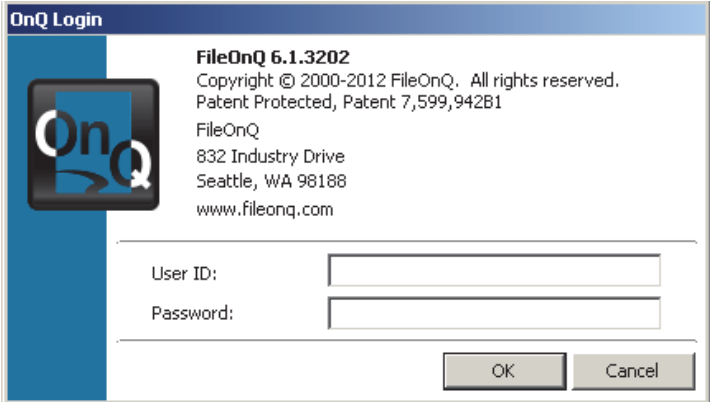 OnQ Login
OnQ
FileOnQ 6.1.3202
Copyright © 2000-2012 FileOnQ. All rights reserved.
Patent Protected, Patent 7,599,942B1
FileOnQ
832 Industry Drive
Seattle, WA 98188
www.fileonq.com
User ID:
Password:
OK Cancel